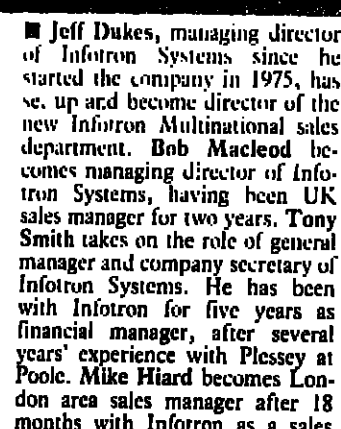 ■ Jeff Dukes, managing director
of Infotron Systems since he
started the company in 1975, has
set up and become director of the
new Infotron Multinational sales
department. Bob Macleod be-
comes managing director of Info-
tron Systems, having been UK
sales manager for two years. Tony
Smith takes on the role of general
manager and company secretary of
Infotron Systems. He has been
with Infotron for five years as
financial manager, after several
years' experience with Plessey at
Poole. Mike Hiard becomes Lon-
don area sales manager after 18
months with Infotron as a sales